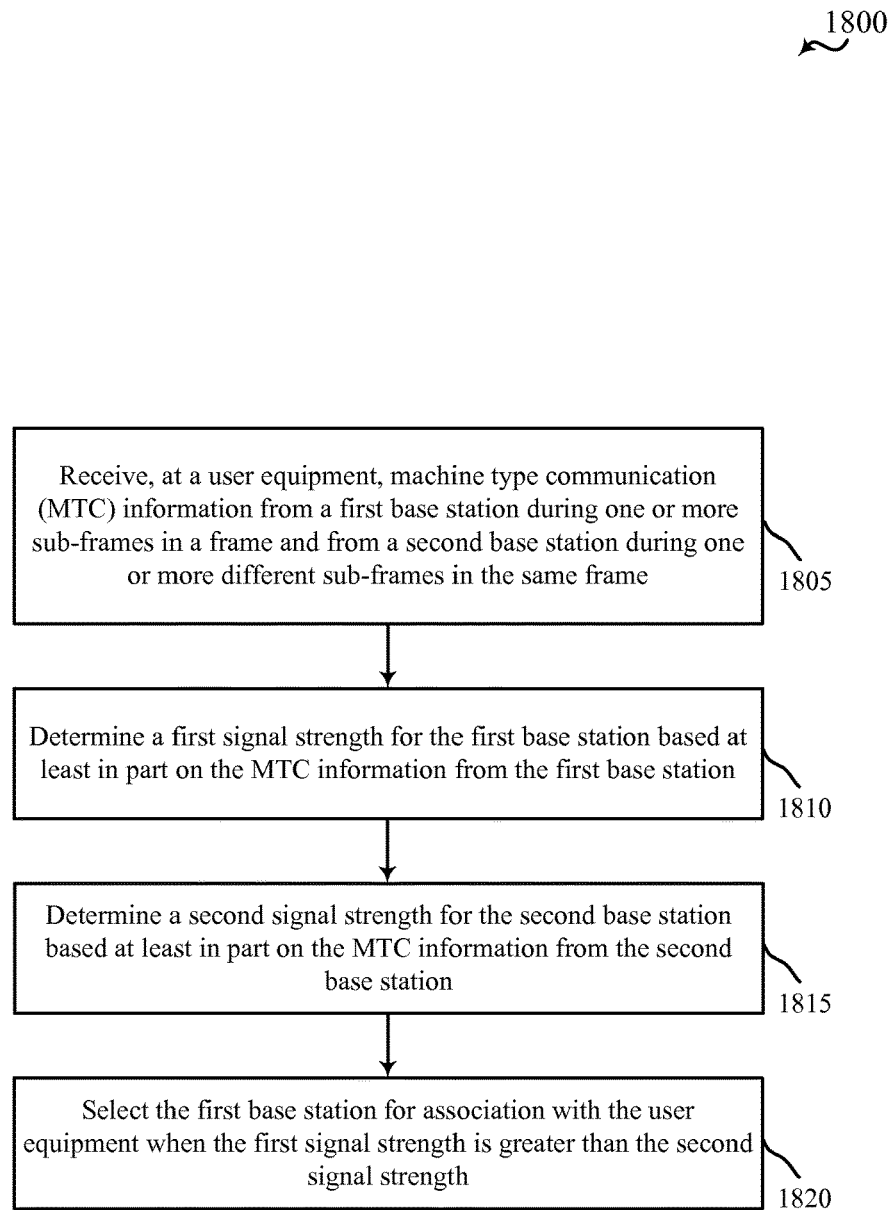 1800
Receive, at a user equipment, machine type communication
(MTC) information from a first base station during one or more
sub-frames in a frame and from a second base station during one
or more different sub-frames in the same frame
1805
Determine a first signal strength for the first base station based at
least in part on the MTC information from the first base station
1810
Determine a second signal strength for the second base station
based at least in part on the MTC information from the second
base station
1815
Select the first base station for association with the user
equipment when the first signal strength is greater than the second
signal strength
1820